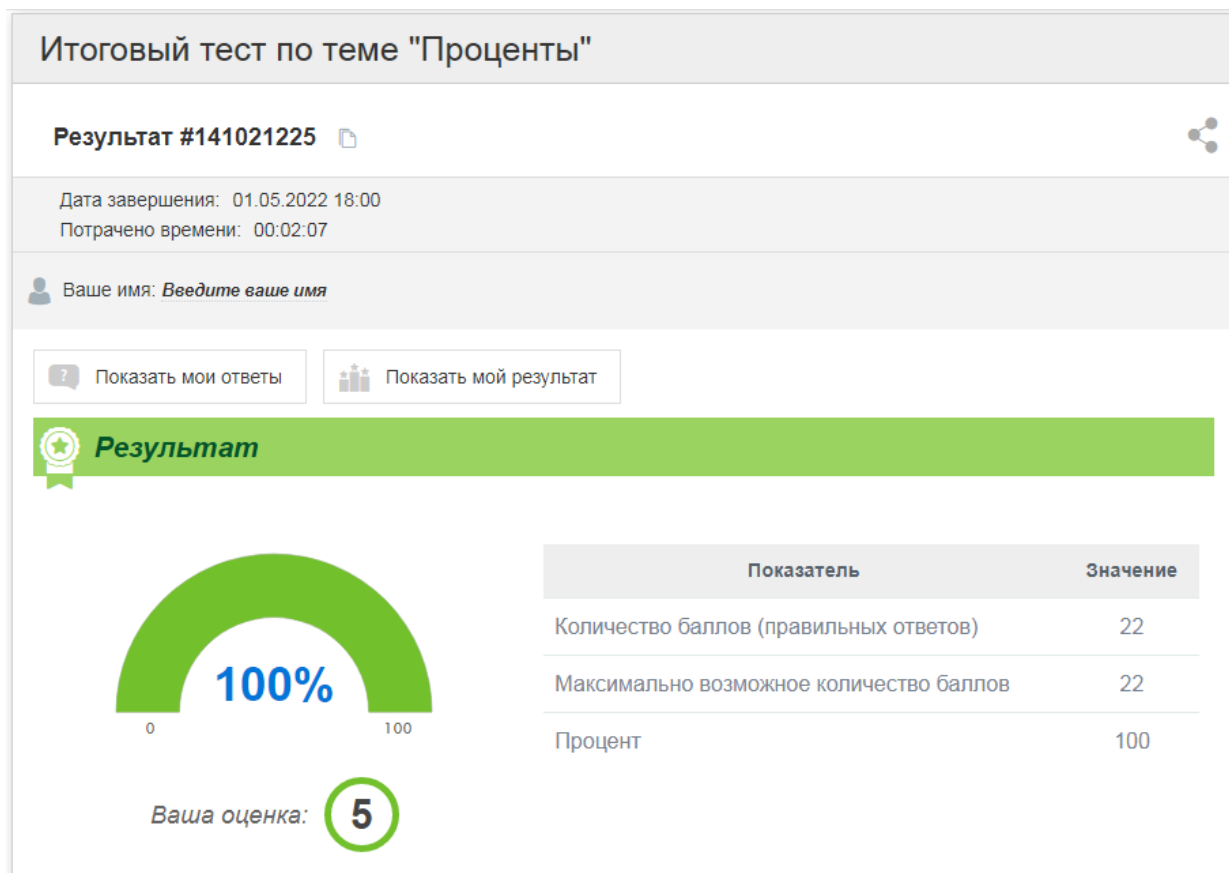 Итоговый тест по теме "Проценты"
Результат #141021225
Дата завершения: 01.05.2022 18:00
Потрачено времени: 00:02:07
Ваше имя: Введите ваше имя
? Показать мои ответы
Показать мой результат
Результат
100%
0 100
Ваша оценка: 5
Показатель Значение
Количество баллов (правильных ответов) 22
Максимально возможное количество баллов 22
Процент 100